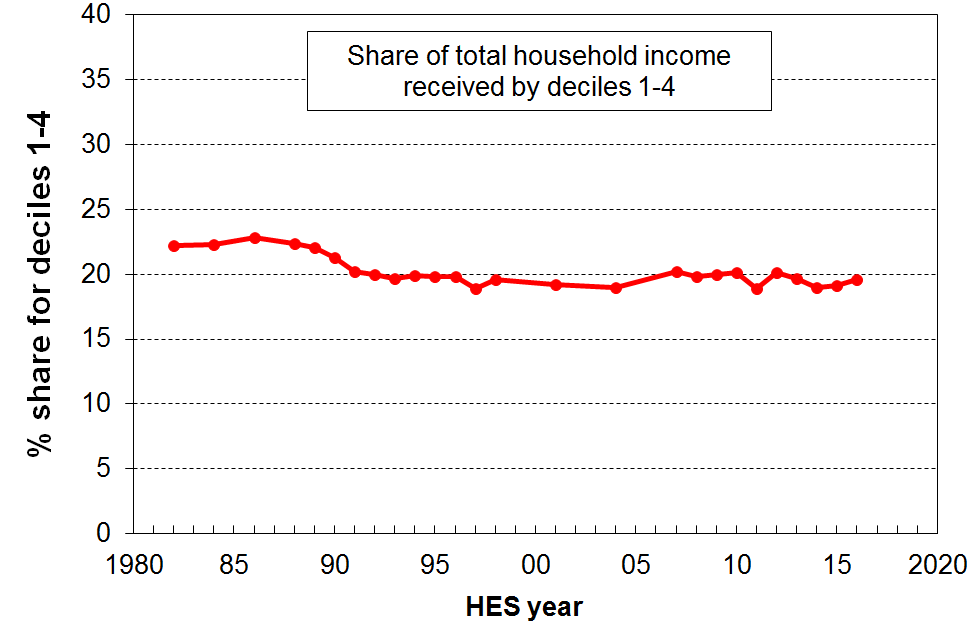 Share of total household income
received by deciles 1-4
% share for deciles 1-4
40
35
30
25
20
15
10
5
0
1980 85 90 95 00 05 10 15 2020
HES year